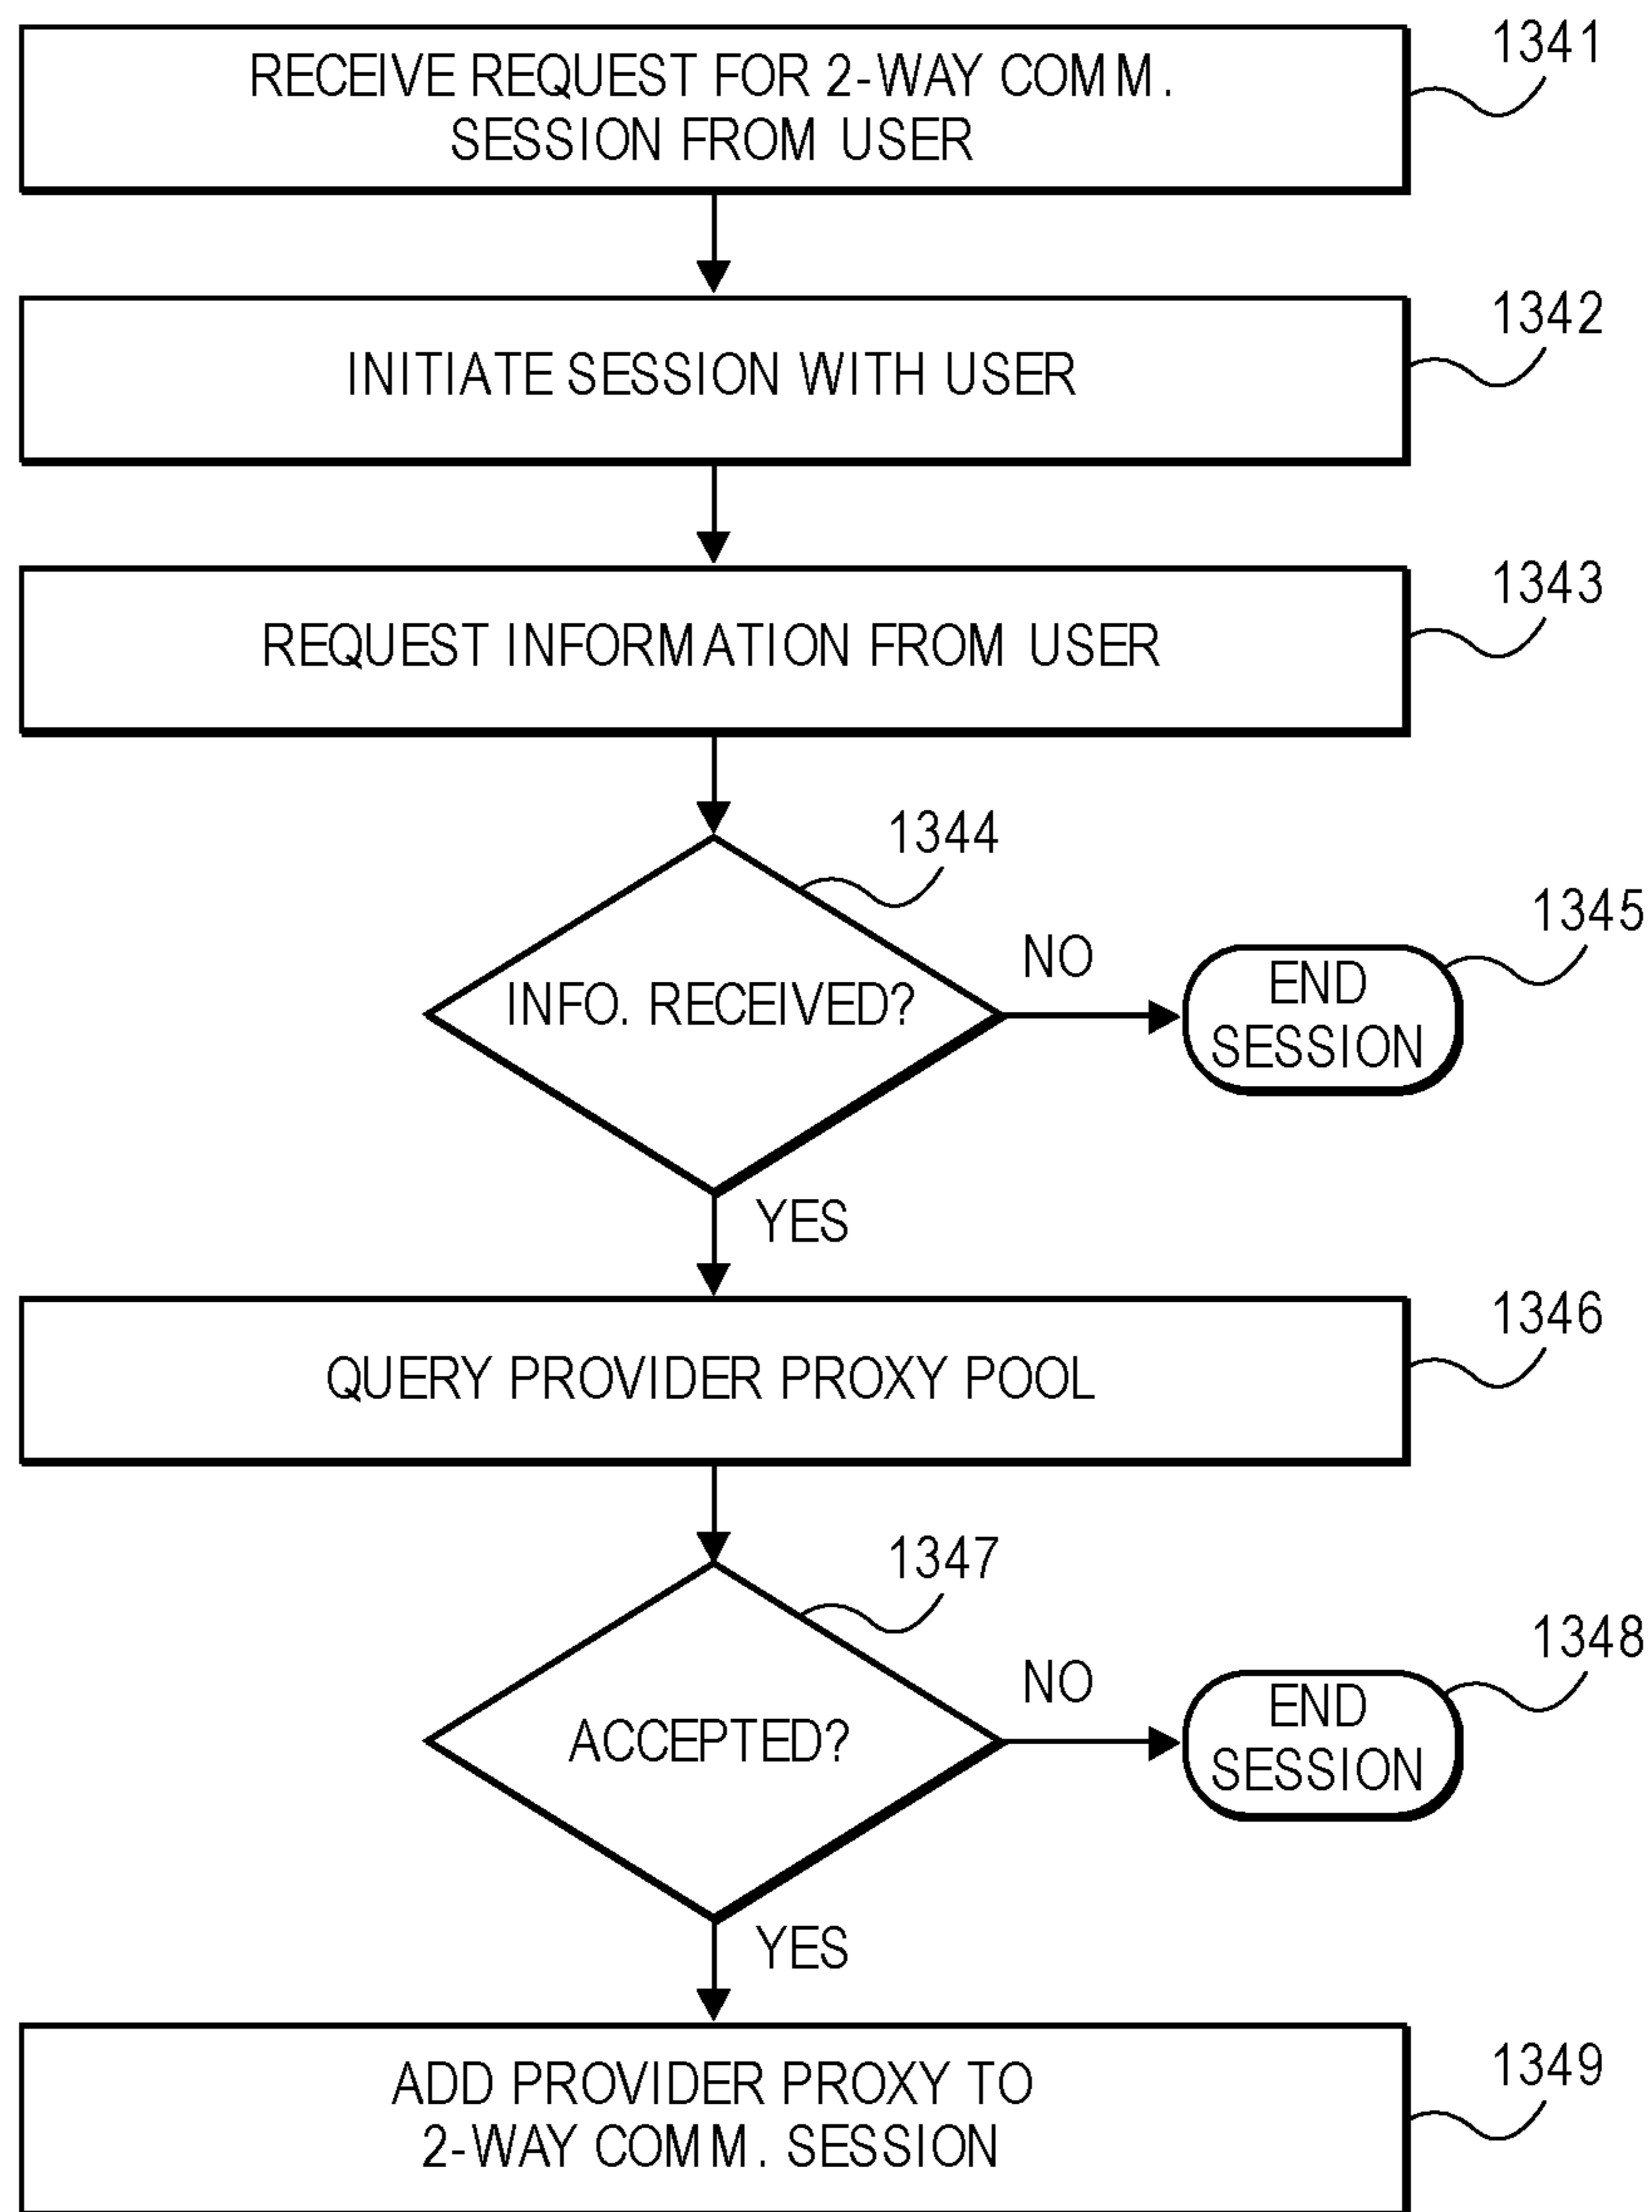 RECEIVE REQUEST FOR 2-WAY COMM.
SESSION FROM USER
1341
INITIATE SESSION WITH USER
1342
REQUEST INFORMATION FROM USER
1343
1344
INFO. RECEIVED?
NO
1345
END
SESSION
YES
QUERY PROVIDER PROXY POOL
1346
1347
ACCEPTED?
NO
1348
END
SESSION
YES
ADD PROVIDER PROXY TO
2-WAY COMM. SESSION
1349